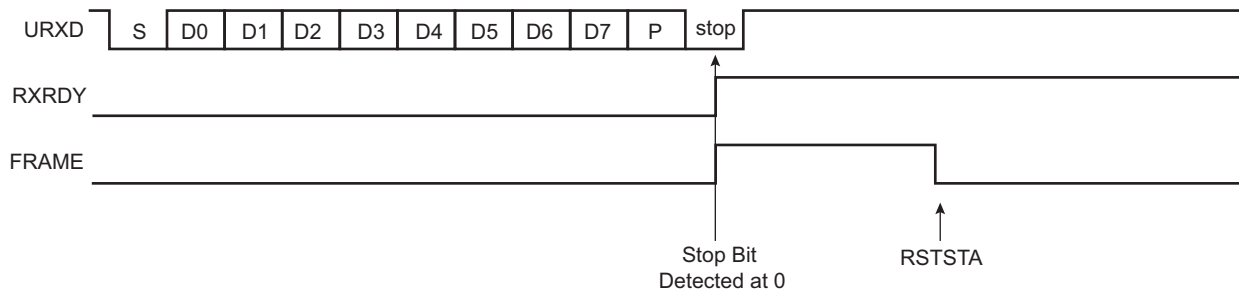 URXD S D0 D1 D2 D3 D4 D5 D6 D7 P stop
RXRDY
FRAME
Stop Bit
Detected at 0
RSTSTA